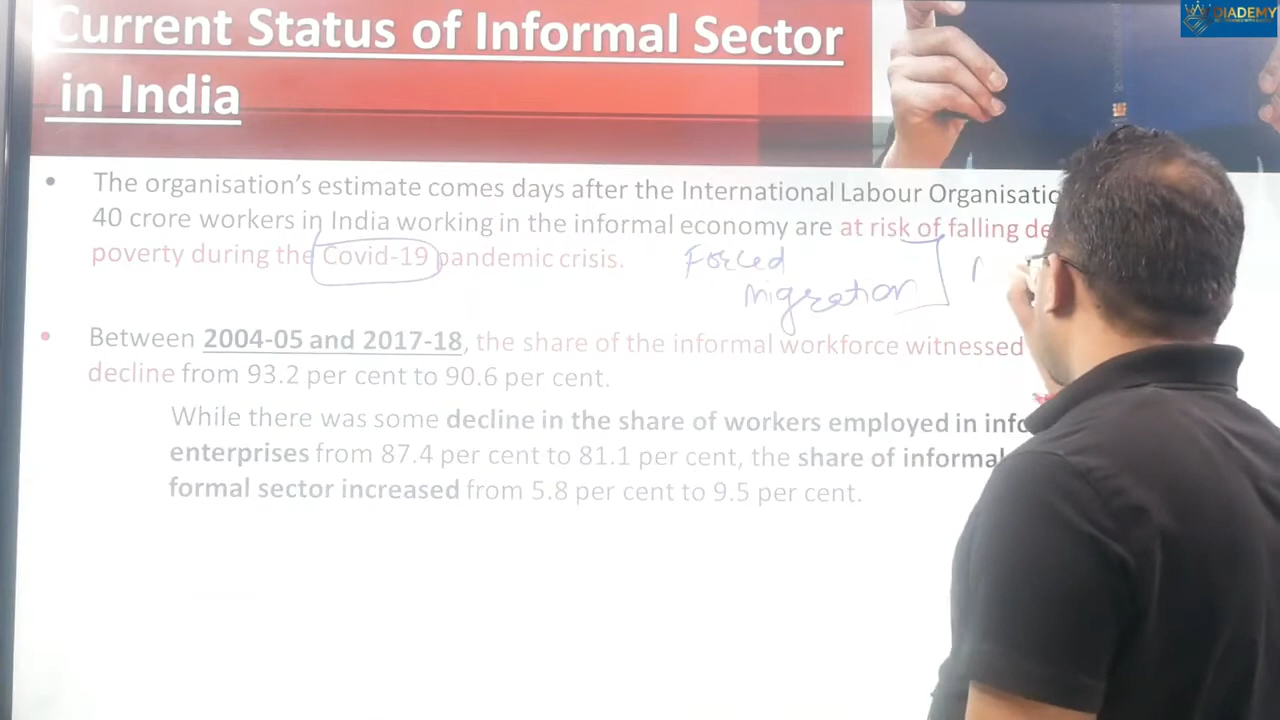 Current Status of Informal Sector
in India
DIADEMY
• The organisation's estimate comes days after the International Labour
40 crore workers in India working in the informal economy are at risk of falling
poverty during the Covid-19 pandemic crisis.
Forced
migration
• Between 2004-05 and 2017-18, the share of the informal workforce witnessed
decline from 93.2 per cent to 90.6 per cent.
While there was some decline in the share of workers employed in
enterprises from 87.4 per cent to 81.1 per cent, the share of informal
formal sector increased from 5.8 per cent to 9.5 per cent.